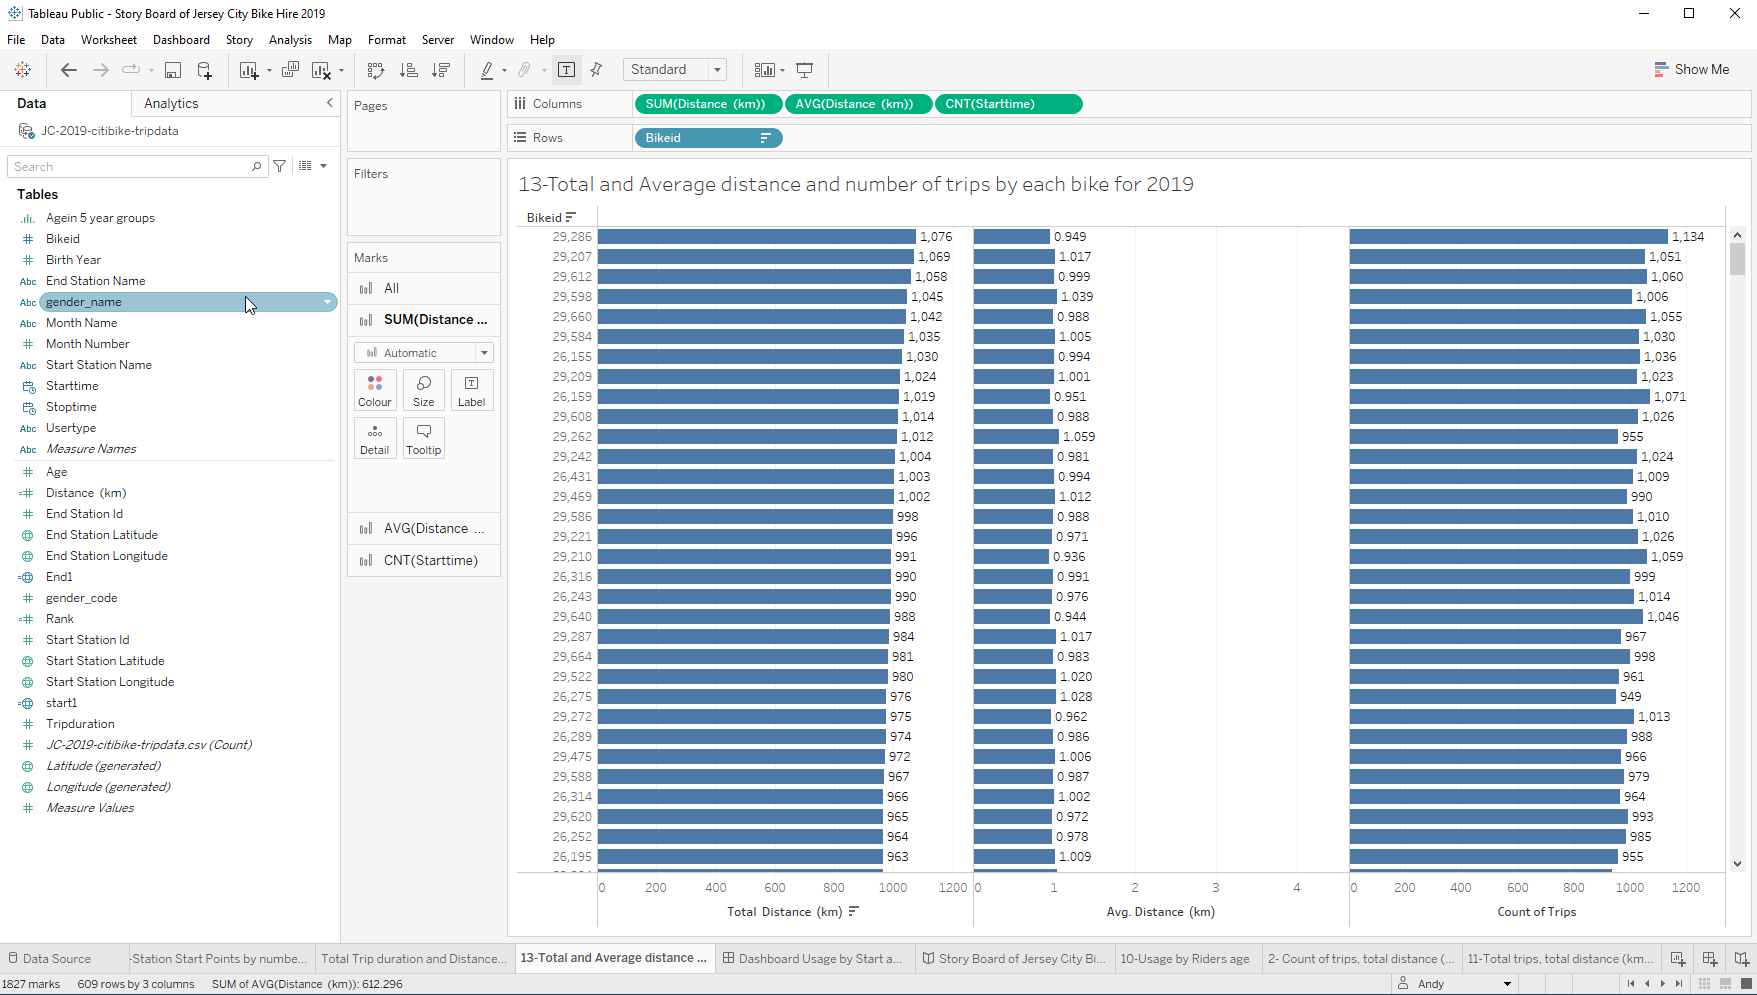 Tableau Public - Story Board of Jersey City Bike Hire 2019
File Data Worksheet Dashboard Story Analysis Map Format Server Window Help
Standard
Show Me
Data Analytics
JC-2019-citibike-tripdata
Search
Tables
Agein 5 year groups
Bikeid
Birth Year
Abc End Station Name
Abc gender_name
Abc Month Name
Month Number
Abc Start Station Name
Starttime
Stoptime
Abc Usertype
Abc Measure Names
Age
Distance (km)
End Station Id
End Station Latitude
End Station Longitude
End1
gender_code
Rank
Start Station Id
Start Station Latitude
Start Station Longitude
start1
Tripduration
JC-2019-citibike-tripdata.csv (Count)
Latitude (generated)
Longitude (generated)
Measure Values
Pages
Filters
Marks
All
SUM(Distance ...
Automatic
Colour Size Label
Detail Tooltip
AVG(Distance ...
CNT(Starttime)
Columns SUM(Distance (km)) AVG(Distance (km)) CNT(Starttime)
Rows Bikeid
13-Total and Average distance and number of trips by each bike for 2019
Bikeid
29,286 1,076 0.949 1,134
29,207 1,069 1.017 1,051
29,612 1,058 0.999 1,060
29,598 1,045 1.039 1,006
29,660 1,042 0.988 1,055
29,584 1,035 1.005 1,030
26,155 1,030 0.994 1,036
29,209 1,024 1.001 1,023
26,159 1,019 0.951 1,071
29,608 1,014 0.988 1,026
29,262 1,012 1.059 955
29,242 1,004 0.981 1,024
26,431 1,003 0.994 1,009
29,469 1,002 1.012 990
29,586 998 0.988 1,010
29,221 996 0.971 1,026
29,210 991 0.936 1,059
26,316 990 0.991 999
26,243 990 0.976 1,014
29,640 988 0.944 1,046
29,287 984 1.017 967
29,664 981 0.983 998
29,522 980 1.020 961
26,275 976 1.028 949
29,272 975 0.962 1,013
26,289 974 0.986 988
29,475 972 1.006 966
29,588 967 0.987 979
26,314 966 1.002 964
29,620 965 0.972 993
26,252 964 0.978 985
26,195 963 1.009 955
0 200 400 600 800 1000 1200 0 1 2 3 4 0 200 400 600 800 1000 1200
Total Distance (km) Avg. Distance (km) Count of Trips
Data Source -Station Start Points by numbe... Total Trip duration and Distance... 13-Total and Average distance ... Dashboard Usage by Start a... Story Board of Jersey City Bi... 10-Usage by Riders age 2- Count of trips, total distance (... 11-Total trips, total distance (km...
1827 marks 609 rows by 3 columns SUM of AVG(Distance (km)): 612.296 Andy